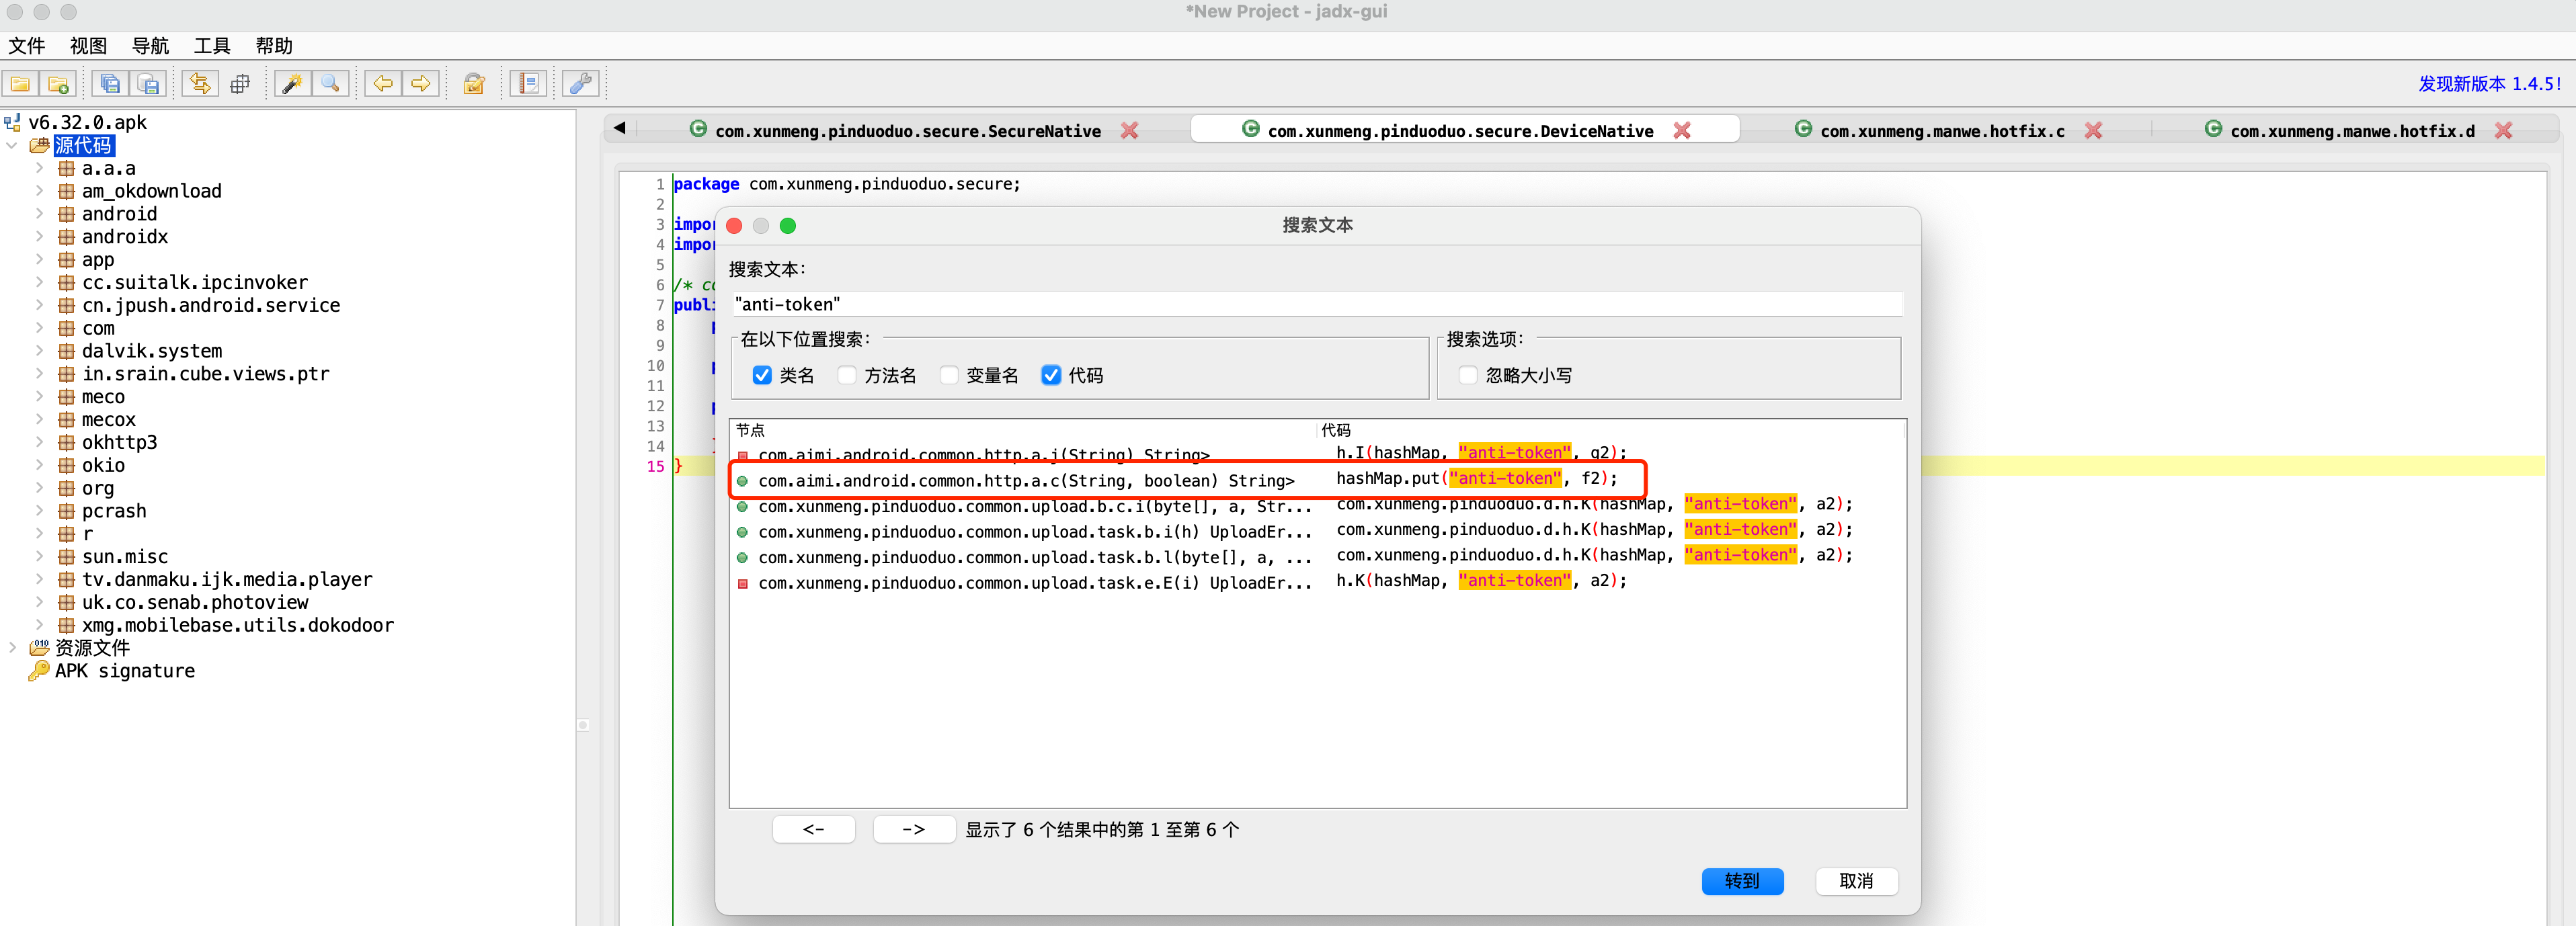 *New Project - jadx-gui
文件 视图 导航 工具 帮助
发现新版本 1.4.5!
v6.32.0.apk
源代码
a.a.a
am_okdownload
android
androidx
app
cc.suitalk.ipcinvoker
cn.jpush.android.service
com
dalvik.system
in.srain.cube.views.ptr
meco
mecox
okhttp3
okio
org
pcrash
r
sun.misc
tv.danmaku.ijk.media.player
uk.co.senab.photoview
xmg.mobilebase.utils.dokodoor
资源文件
APK signature
com.xunmeng.pinduoduo.secure.SecureNative com.xunmeng.pinduoduo.secure.DeviceNative com.xunmeng.manwe.hotfix.c com.xunmeng.manwe.hotfix.d
1 package com.xunmeng.pinduoduo.secure;
2
3 impor
4 impor
5
6 /* co
7 publi
8
9
10
11
12
13
14
15 }
搜索文本
搜索文本:
"anti-token"
在以下位置搜索:
类名 方法名 变量名 代码
搜索选项:
忽略大小写
节点 代码
com.aimi.android.common.http.a.j(String) String> h.I(hashMap, "anti-token", g2);
com.aimi.android.common.http.a.c(String, boolean) String> hashMap.put("anti-token", f2);
com.xunmeng.pinduoduo.common.upload.b.c.i(byte[], a, Str... com.xunmeng.pinduoduo.d.h.K(hashMap, "anti-token", a2);
com.xunmeng.pinduoduo.common.upload.task.b.i(h) UploadEr... com.xunmeng.pinduoduo.d.h.K(hashMap, "anti-token", a2);
com.xunmeng.pinduoduo.common.upload.task.b.l(byte[], a, ... com.xunmeng.pinduoduo.d.h.K(hashMap, "anti-token", a2);
com.xunmeng.pinduoduo.common.upload.task.e.E(i) UploadEr... h.K(hashMap, "anti-token", a2);
<- -> 显示了 6 个结果中的第 1 至第 6 个
转到 取消